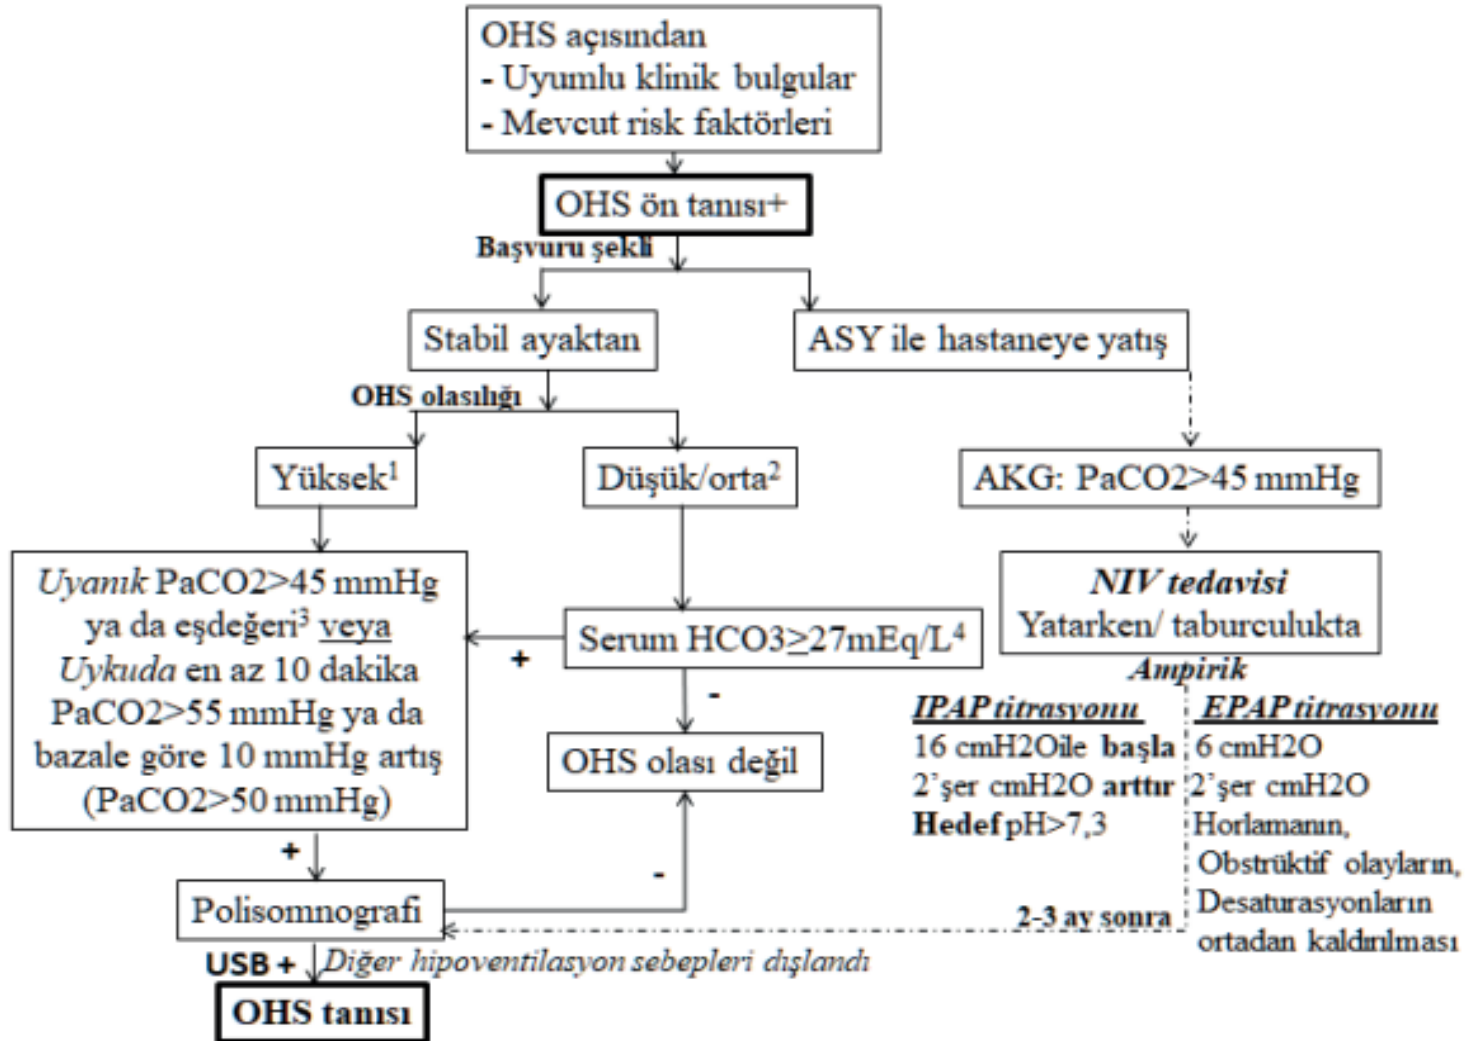 OHS açısından
- Uyumlu klinik bulgular
- Mevcut risk faktörleri
OHS ön tanısı+
Başvuru şekli
Stabil ayaktan
ASY ile hastaneye yatış
OHS olasılığı
Yüksek¹
Düşük/orta²
AKG: PaCO2>45 mmHg
Uyanık PaCO2>45 mmHg
ya da eşdeğeri³ veya
Uykuda en az 10 dakika
PaCO2>55 mmHg ya da
bazale göre 10 mmHg artış
(PaCO2>50 mmHg)
+
Serum HCO3≥27mEq/L⁴
-
OHS olası değil
NIV tedavisi
Yatarken/ taburculukta
Ampirik
IPAP titrasyonu
16 cmH2Oile başla
2'şer cmH2O arttır
Hedef pH>7,3
EPAP titrasyonu
6 cmH2O
2'şer cmH2O
Horlamanın,
Obstrüktif olayların,
Desaturasyonların
ortadan kaldırılması
+
-
Polisomnografi
2-3 ay sonra
USB + Diğer hipoventilasyon sebepleri dışlandı
OHS tanısı